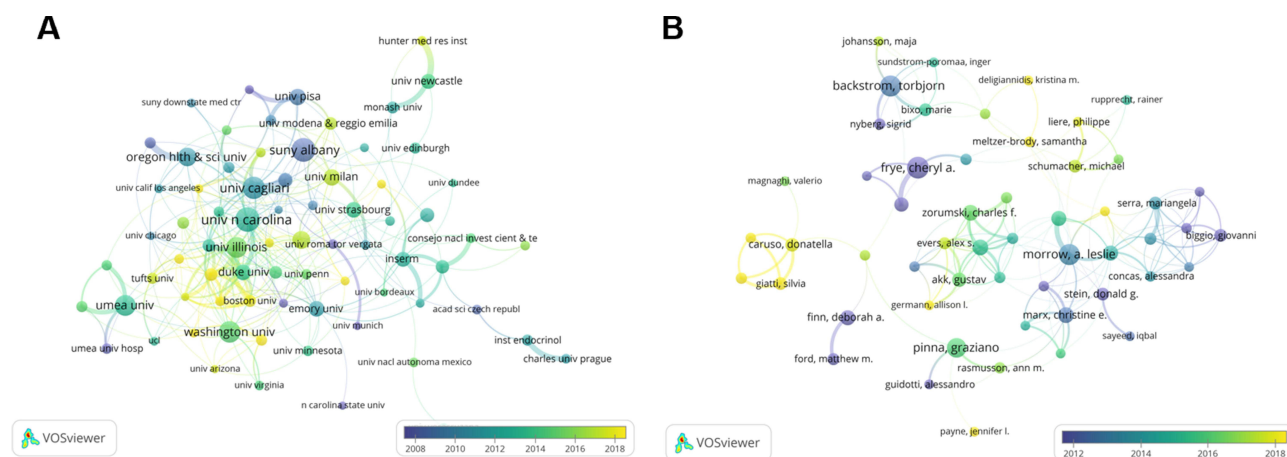 A
hunter med res inst
univ newcastle
suny downstate med ctr
univ pisa
monash univ
univ modena & reggio emilia
oregon hlth & sci univ
suny albany
univ edinburgh
univ calif los angeles
univ cagliari
univ milan
univ dundee
univ n carolina
univ strasbourg
univ chicago
univ illinois
univ roma tor vergata
consejo nacl invest cient & te
inserm
tufts univ
duke univ
univ penn
univ bordeaux
umea univ
boston univ
emory univ
acad sci czech republ
univ munich
washington univ
umea univ hosp
ucl
inst endocrinol
univ minnesota
charles univ prague
univ arizona
univ nacl autonoma mexico
univ virginia
n carolina state univ
VOSviewer
2008
2010
2012
2014
2016
2018
B
johansson, maja
sundstrom-poromaa, inger
backstrom, torbjorn
deligiannidis, kristina m.
rupprecht, rainer
bixo, marie
nyberg, sigrid
liere, philippe
meltzer-brody, samantha
frye, cheryl a.
schumacher, michael
magnaghi, valerio
serra, mariangela
zorumski, charles f.
caruso, donatella
evers, alex s.
morrow, a. leslie
biggio, giovanni
giatti, silvia
akk, gustav
concas, alessandra
germann, allison l.
stein, donald g.
finn, deborah a.
marx, christine e.
sayeed, iqbal
ford, matthew m.
pinna, graziano
rasmusson, ann m.
guidotti, alessandro
payne, jennifer l.
VOSviewer
2012
2014
2016
2018